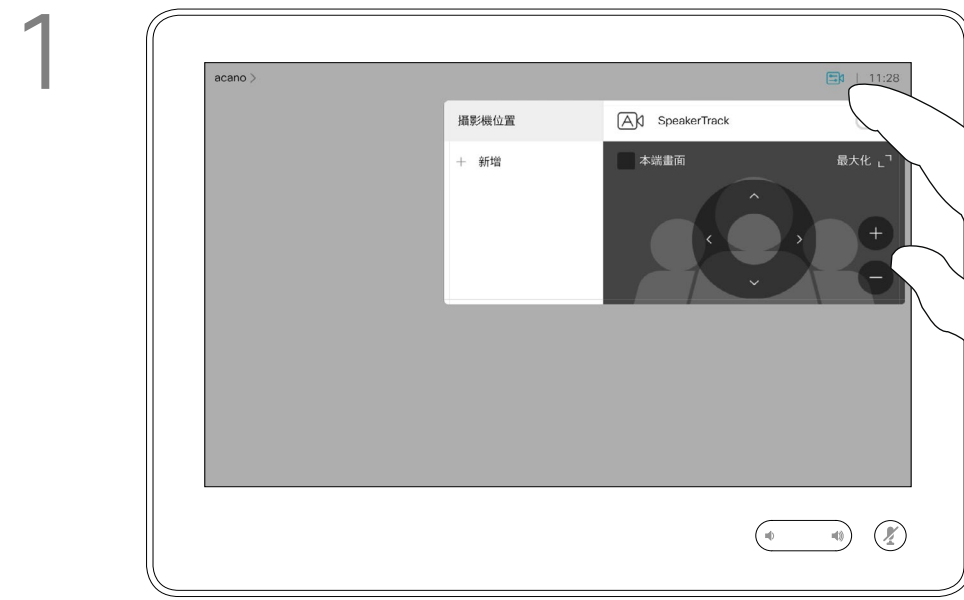 1
acano >
| 11:28
攝影機位置
SpeakerTrack
+ 新增
本端畫面
最大化